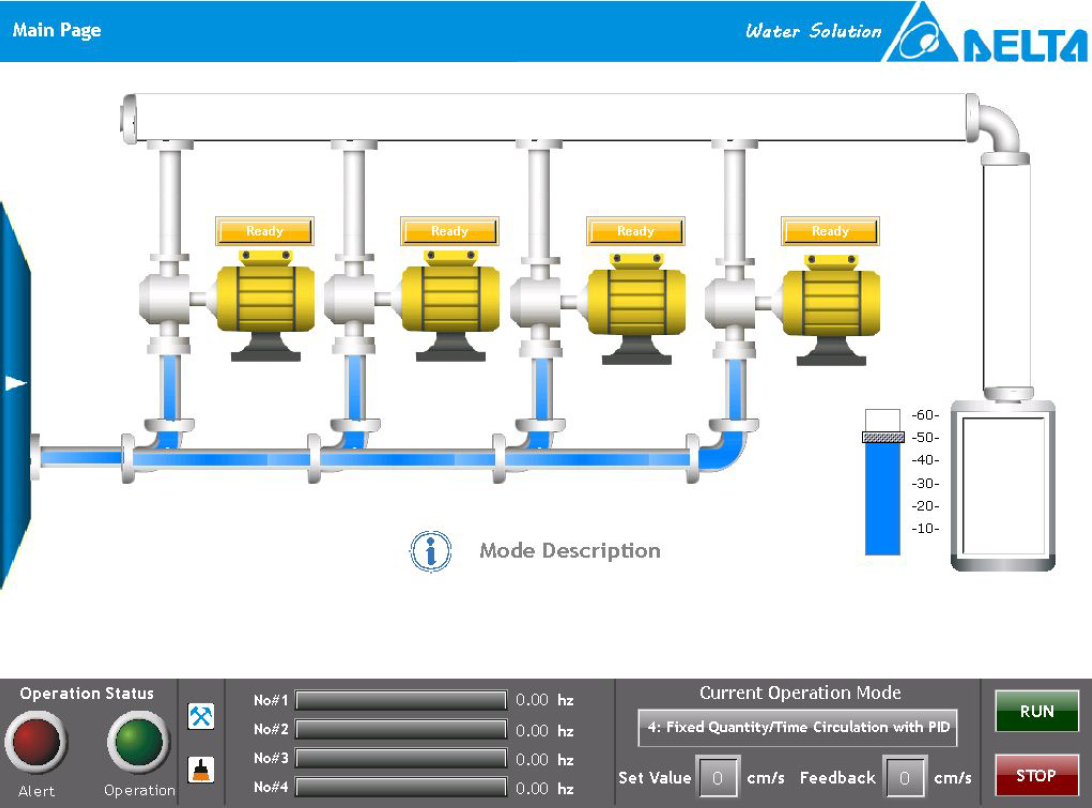 Main Page
Water Solution
DELTA
Ready
Ready
Ready
Ready
-60-
-50-
-40-
-30-
-20-
-10-
i Mode Description
Operation Status
Alert
Operation
No#1 0.00 hz
No#2 0.00 hz
No#3 0.00 hz
No#4 0.00 hz
Current Operation Mode
4: Fixed Quantity/Time Circulation with PID
Set Value 0 cm/s Feedback 0 cm/s
RUN
STOP